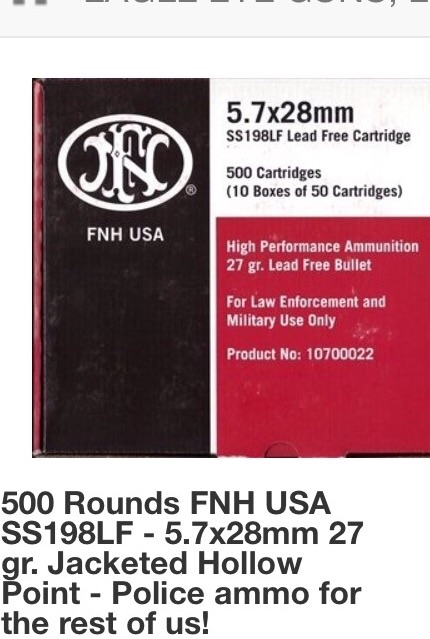 FN
®
FNH USA
5.7x28mm
SS198LF Lead Free Cartridge
500 Cartridges
(10 Boxes of 50 Cartridges)
High Performance Ammunition
27 gr. Lead Free Bullet
For Law Enforcement and
Military Use Only
Product No: 10700022
500 Rounds FNH USA
SS198LF - 5.7x28mm 27
gr. Jacketed Hollow
Point - Police ammo for
the rest of us!